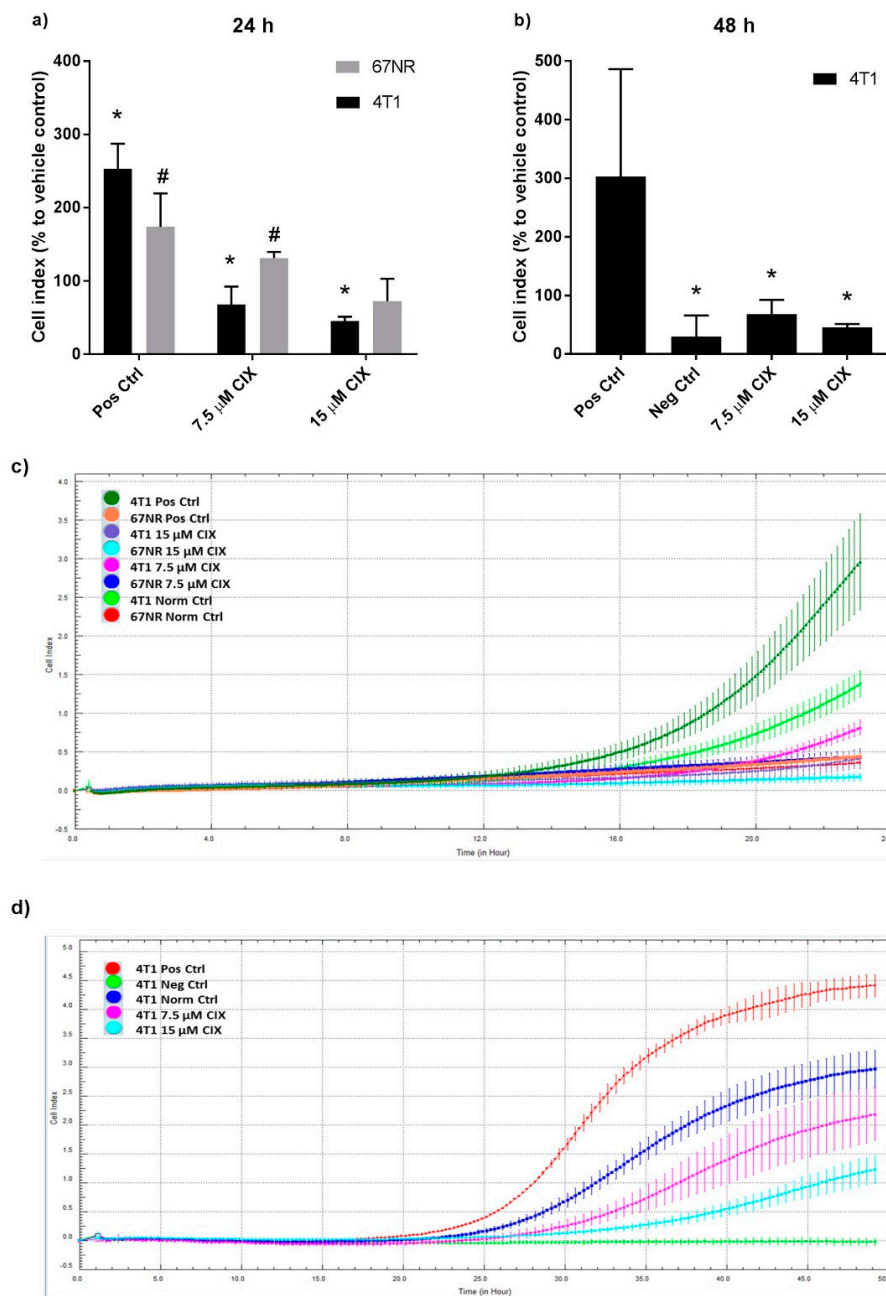 a)
24 h
Cell index (% to vehicle control)
400
300
200
100
0
67NR
4T1
*
#
*
#
*
Pos Ctrl
7.5 µM CIX
15 µM CIX
b)
48 h
Cell index (% to vehicle control)
500
400
300
200
100
50
0
4T1
*
*
*
Pos Ctrl
Neg Ctrl
7.5 µM CIX
15 µM CIX
c)
Cell Index
4.0
3.5
3.0
2.5
2.0
1.5
1.0
0.5
0.0
-0.5
4T1 Pos Ctrl
67NR Pos Ctrl
4T1 15 µM CIX
67NR 15 µM CIX
4T1 7.5 µM CIX
67NR 7.5 µM CIX
4T1 Norm Ctrl
67NR Norm Ctrl
0.0 4.0 8.0 12.0 16.0 20.0 24
Time (in Hour)
d)
Cell Index
5.0
4.5
4.0
3.5
3.0
2.5
2.0
1.5
1.0
0.5
0.0
-0.5
4T1 Pos Ctrl
4T1 Neg Ctrl
4T1 Norm Ctrl
4T1 7.5 µM CIX
4T1 15 µM CIX
0.0 5.0 10.0 15.0 20.0 25.0 30.0 35.0 40.0 45.0 50
Time (in Hour)